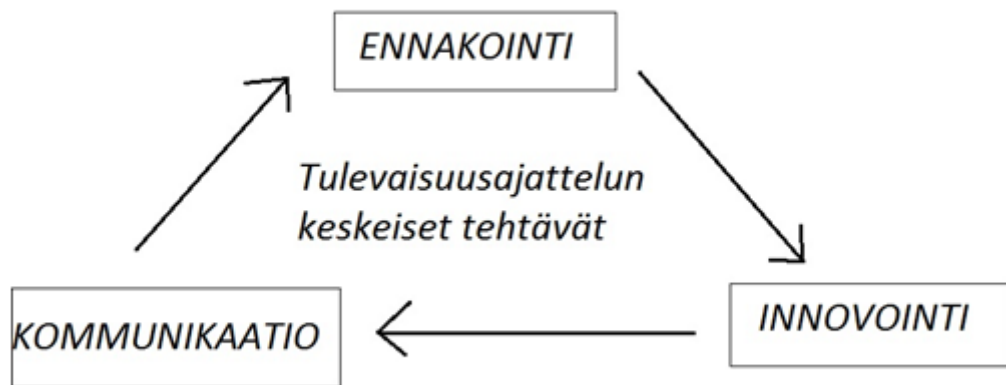 ENNAKOINTI
Tulevaisuusajattelun
keskeiset tehtävät
KOMMUNIKAATIO
INNOVOINTI